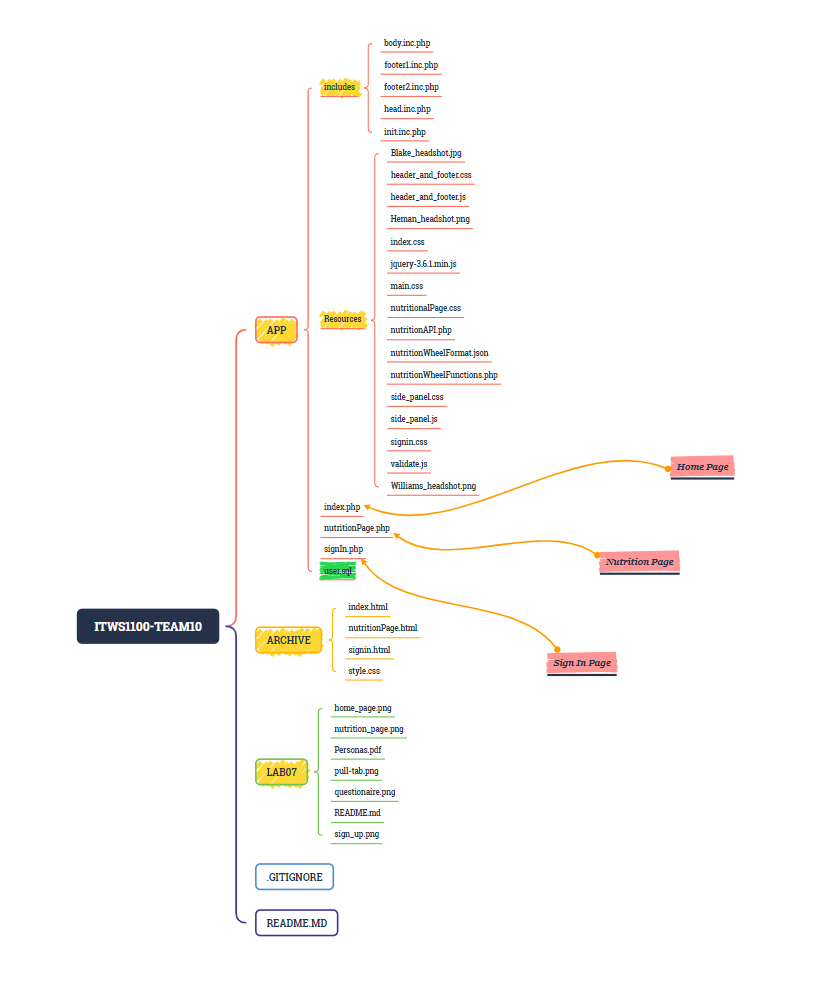 body.inc.php
footer1.inc.php
includes
footer2.inc.php
head.inc.php
init.inc.php
Blake_headshot.jpg
header_and_footer.css
header_and_footer.js
Heman_headshot.png
index.css
jquery-3.6.1.min.js
main.css
nutritionalPage.css
APP
Resources
nutritionAPI.php
nutritionWheelFormat.json
nutritionWheelFunctions.php
side_panel.css
side_panel.js
signin.css
validate.js
Home Page
Williams_headshot.png
index.php
nutritionPage.php
signIn.php
Nutrition Page
user.sql
index.html
ITWS1100-TEAM10
nutritionPage.html
ARCHIVE
signin.html
Sign In Page
style.css
home_page.png
nutrition_page.png
Personas.pdf
LAB07
pull-tab.png
questionaire.png
README.md
sign_up.png
.GITIGNORE
README.MD